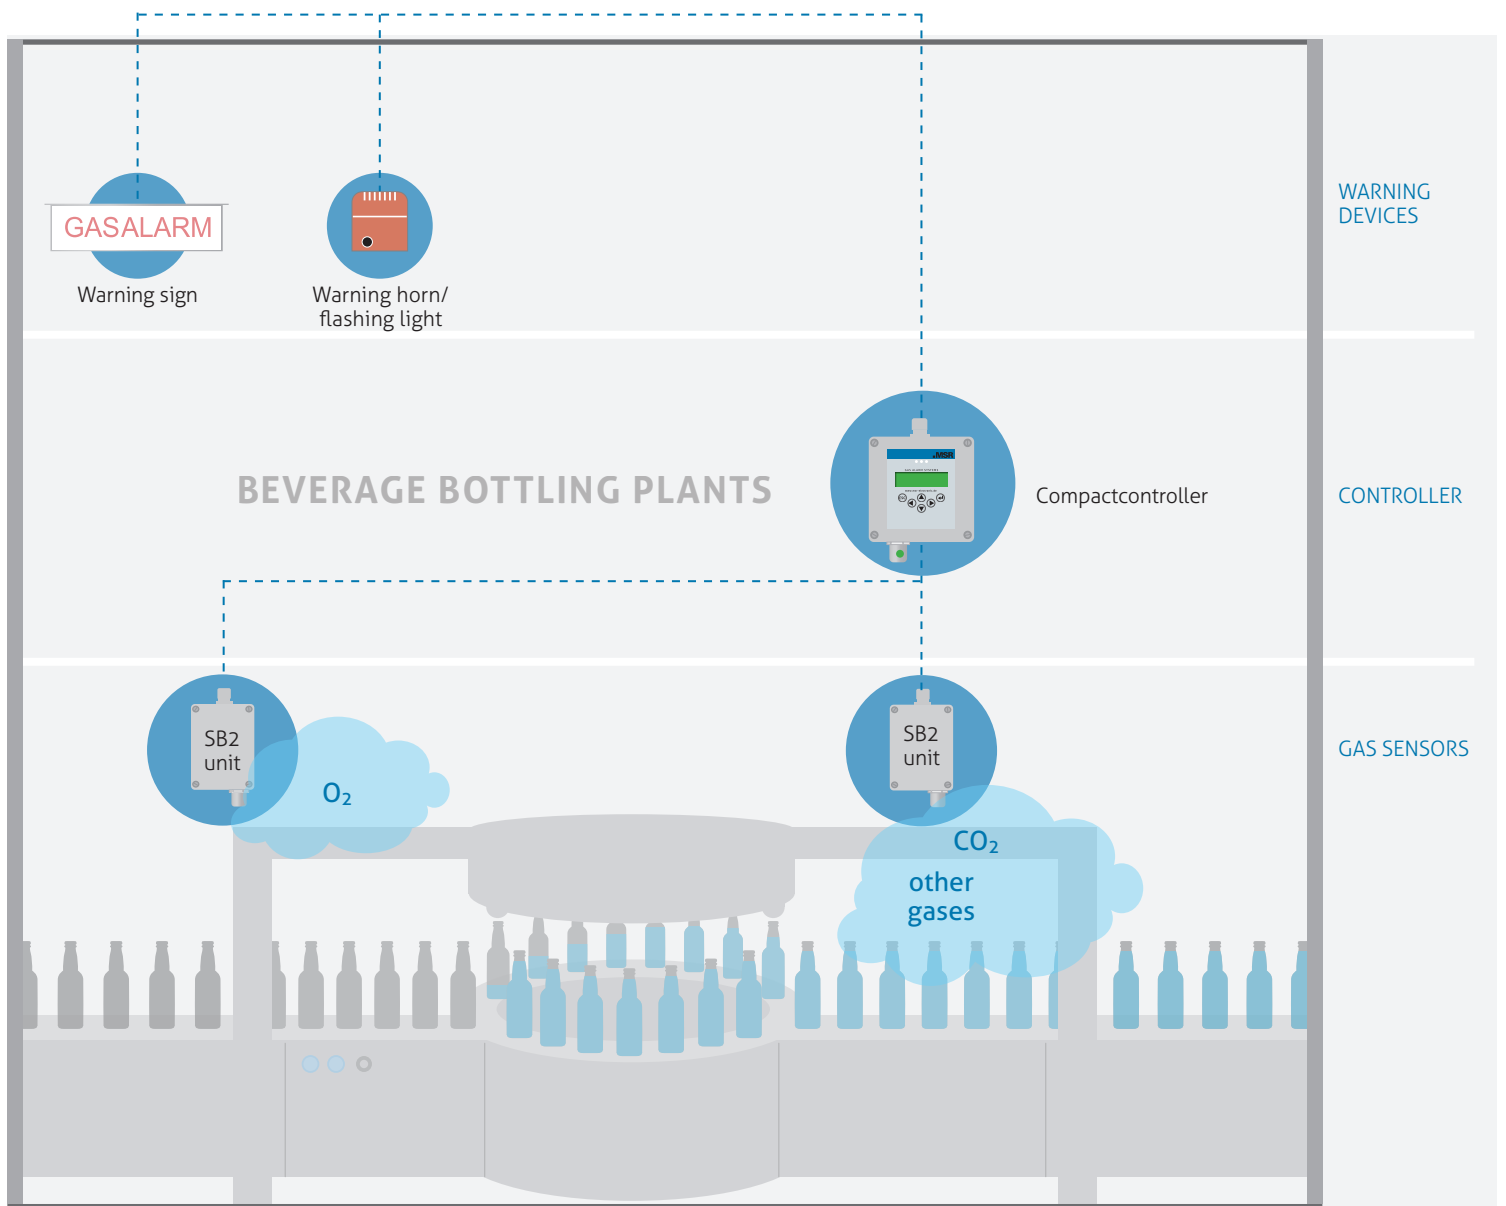 GASALARM
Warning sign
Warning horn/
flashing light
WARNING
DEVICES
BEVERAGE BOTTLING PLANTS
MSR
Compactcontroller
CONTROLLER
SB2
unit
O₂
SB2
unit
CO₂
other
gases
GAS SENSORS